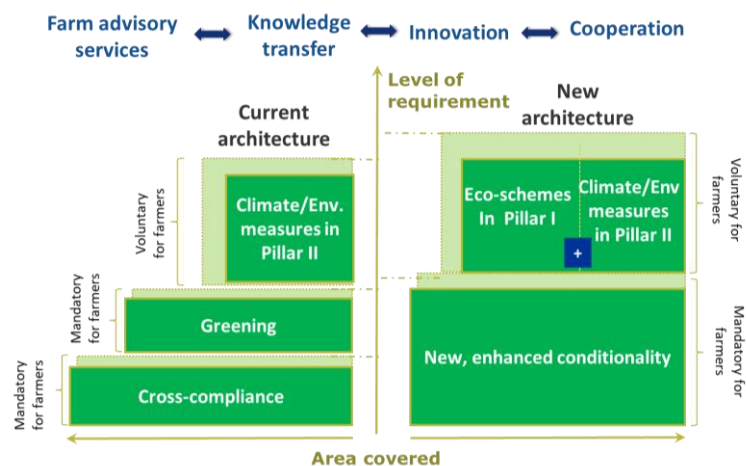 Farm advisory
services
Knowledge
transfer
Innovation
Cooperation
Level of
requirement
Current
architecture
New
architecture
Voluntary
for farmers
Climate/Env.
measures in
Pillar II
Eco-schemes
In Pillar I
Climate/Env
measures
in Pillar II
+
Voluntary for
farmers
Mandatory
for farmers
Greening
Mandatory
for farmers
Cross-compliance
New, enhanced conditionality
Mandatory for
farmers
Area covered